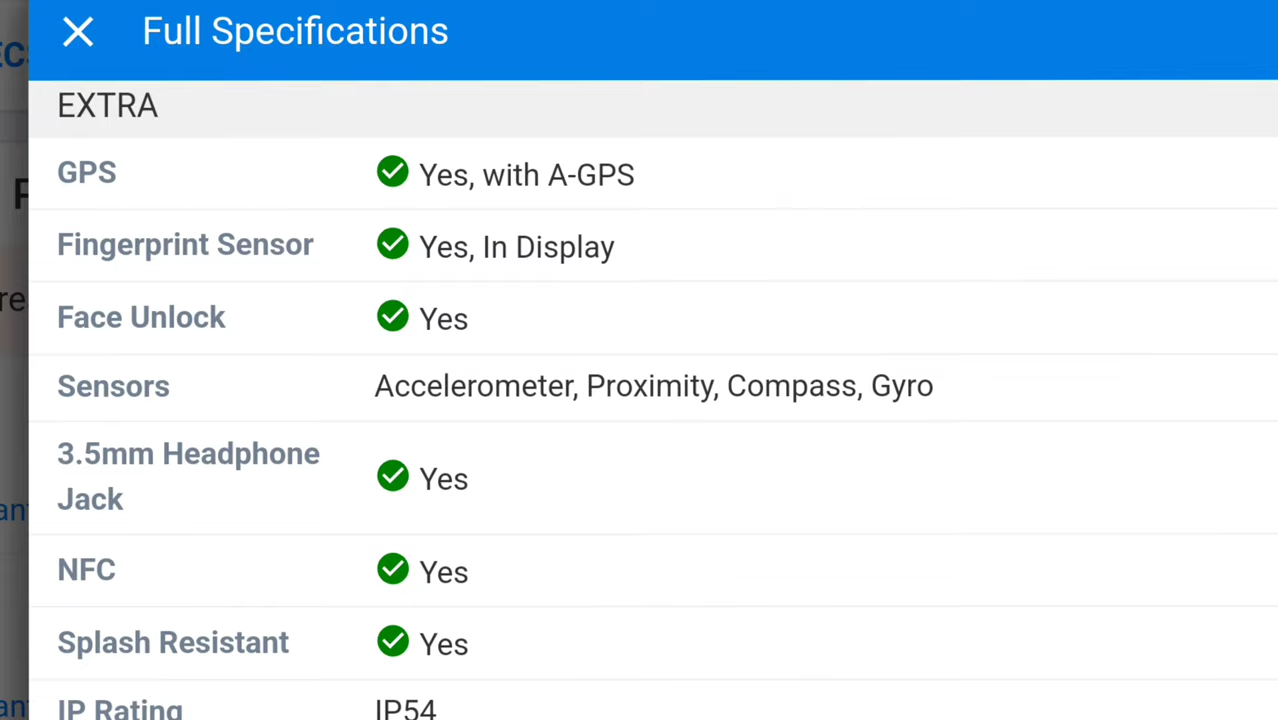 Full Specifications
EXTRA
GPS Yes, with A-GPS
Fingerprint Sensor Yes, In Display
Face Unlock Yes
Sensors Accelerometer, Proximity, Compass, Gyro
3.5mm Headphone
Jack Yes
NFC Yes
Splash Resistant Yes
IP Rating IP54